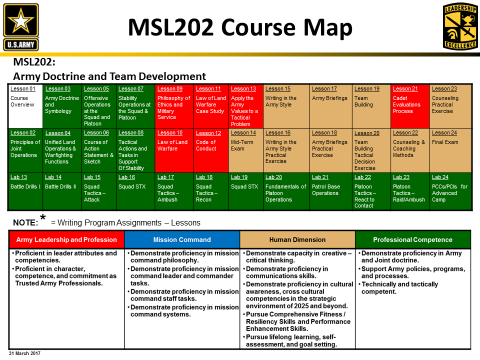 U.S.ARMY
MSL202 Course Map
LEADERSHIP
EXCELLENCE
MSL202:
Army Doctrine and Team Development
Lesson 01
Course
Overview
Lesson 03
Army Doctrine
and
Symbology
Lesson 05
Offensive
Operations
at the
Squad and
Platoon
Lesson 07
Stability
Operations at
the Squad &
Platoon
Lesson 09
Philosophy of
Ethics and
Military
Service
Lesson 11
Law of Land
Warfare
Case Study
Lesson 13
Apply the
Army
Values to a
Tactical
Problem
Lesson 15
Writing in the
Army Style
Lesson 17
Army Briefings
Lesson 19
Team
Building
Lesson 21
Cadet
Evaluations
Process
Lesson 23
Counseling
Practical
Exercise
Lesson 02
Principles of
Joint
Operations
Lesson 04
Unified Land
Operations &
Warfighting
Functions
Lesson 06
Course of
Action
Statement &
Sketch
Lesson 08
Tactical
Actions and
Tasks in
Support
Of Stability
Lesson 10
Law of Land
Warfare
Lesson 12
Code of
Conduct
Lesson 14
Mid-Term
Exam
Lesson 16
Writing in the
Army Style
Practical
Exercise
Lesson 18
Army Briefings
Practical
Exercise
Lesson 20
Team
Building
Tactical
Decision
Exercise
Lesson 22
Counseling &
Coaching
Methods
Lesson 24
Final Exam
Lab 13
Battle Drills I
Lab 14
Battle Drills II
Lab 15
Squad
Tactics –
Attack
Lab 16
Squad STX
Lab 17
Squad
Tactics –
Ambush
Lab 18
Squad
Tactics –
Recon
Lab 19
Squad STX
Lab 20
Fundamentals of
Platoon
Operations
Lab 21
Patrol Base
Operations
Lab 22
Platoon
Tactics –
React to
Contact
Lab 23
Platoon
Tactics –
Raid/Ambush
Lab 24
PCCs/PCIs for
Advanced
Camp
NOTE: * = Writing Program Assignments – Lessons
Army Leadership and Profession
• Proficient in leader attributes and
competencies.
• Proficient in character,
competence, and commitment as
Trusted Army Professionals.
Mission Command
• Demonstrate proficiency in mission
command philosophy.
• Demonstrate proficiency in mission
command leader and commander
tasks.
• Demonstrate proficiency in mission
command staff tasks.
• Demonstrate proficiency in mission
command systems.
Human Dimension
• Demonstrate capacity in creative –
critical thinking.
• Demonstrate proficiency in
communications skills.
• Demonstrate proficiency in cultural
awareness, cross cultural
competencies in the strategic
environment of 2025 and beyond.
• Pursue Comprehensive Fitness /
Resiliency Skills and Performance
Enhancement Skills.
• Pursue lifelong learning, self-
assessment, and goal setting.
Professional Competence
• Demonstrate proficiency in Army
and Joint doctrine.
• Support Army policies, programs,
and processes.
• Technically and tactically
competent.
31 March 2017